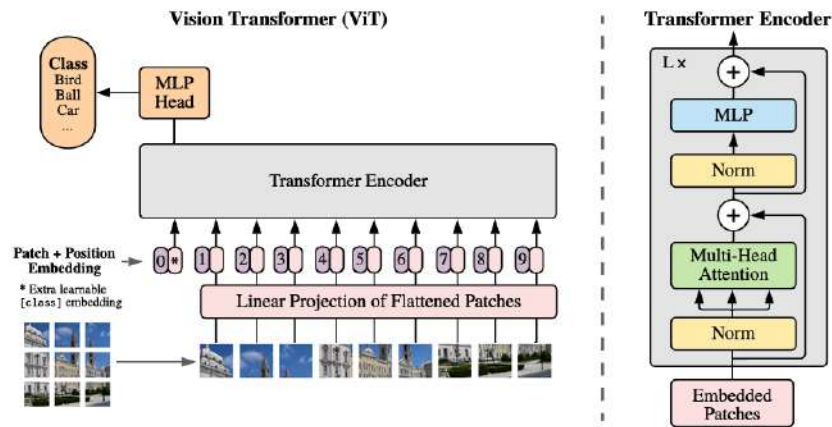 Vision Transformer (ViT)
Class
Bird
Ball
Car
...
MLP
Head
Transformer Encoder
Patch + Position
Embedding
0 * 1 2 3 4 5 6 7 8 9
* Extra learnable
[class] embedding
Linear Projection of Flattened Patches
Transformer Encoder
L x
+
MLP
Norm
+
Multi-Head
Attention
Norm
Embedded
Patches